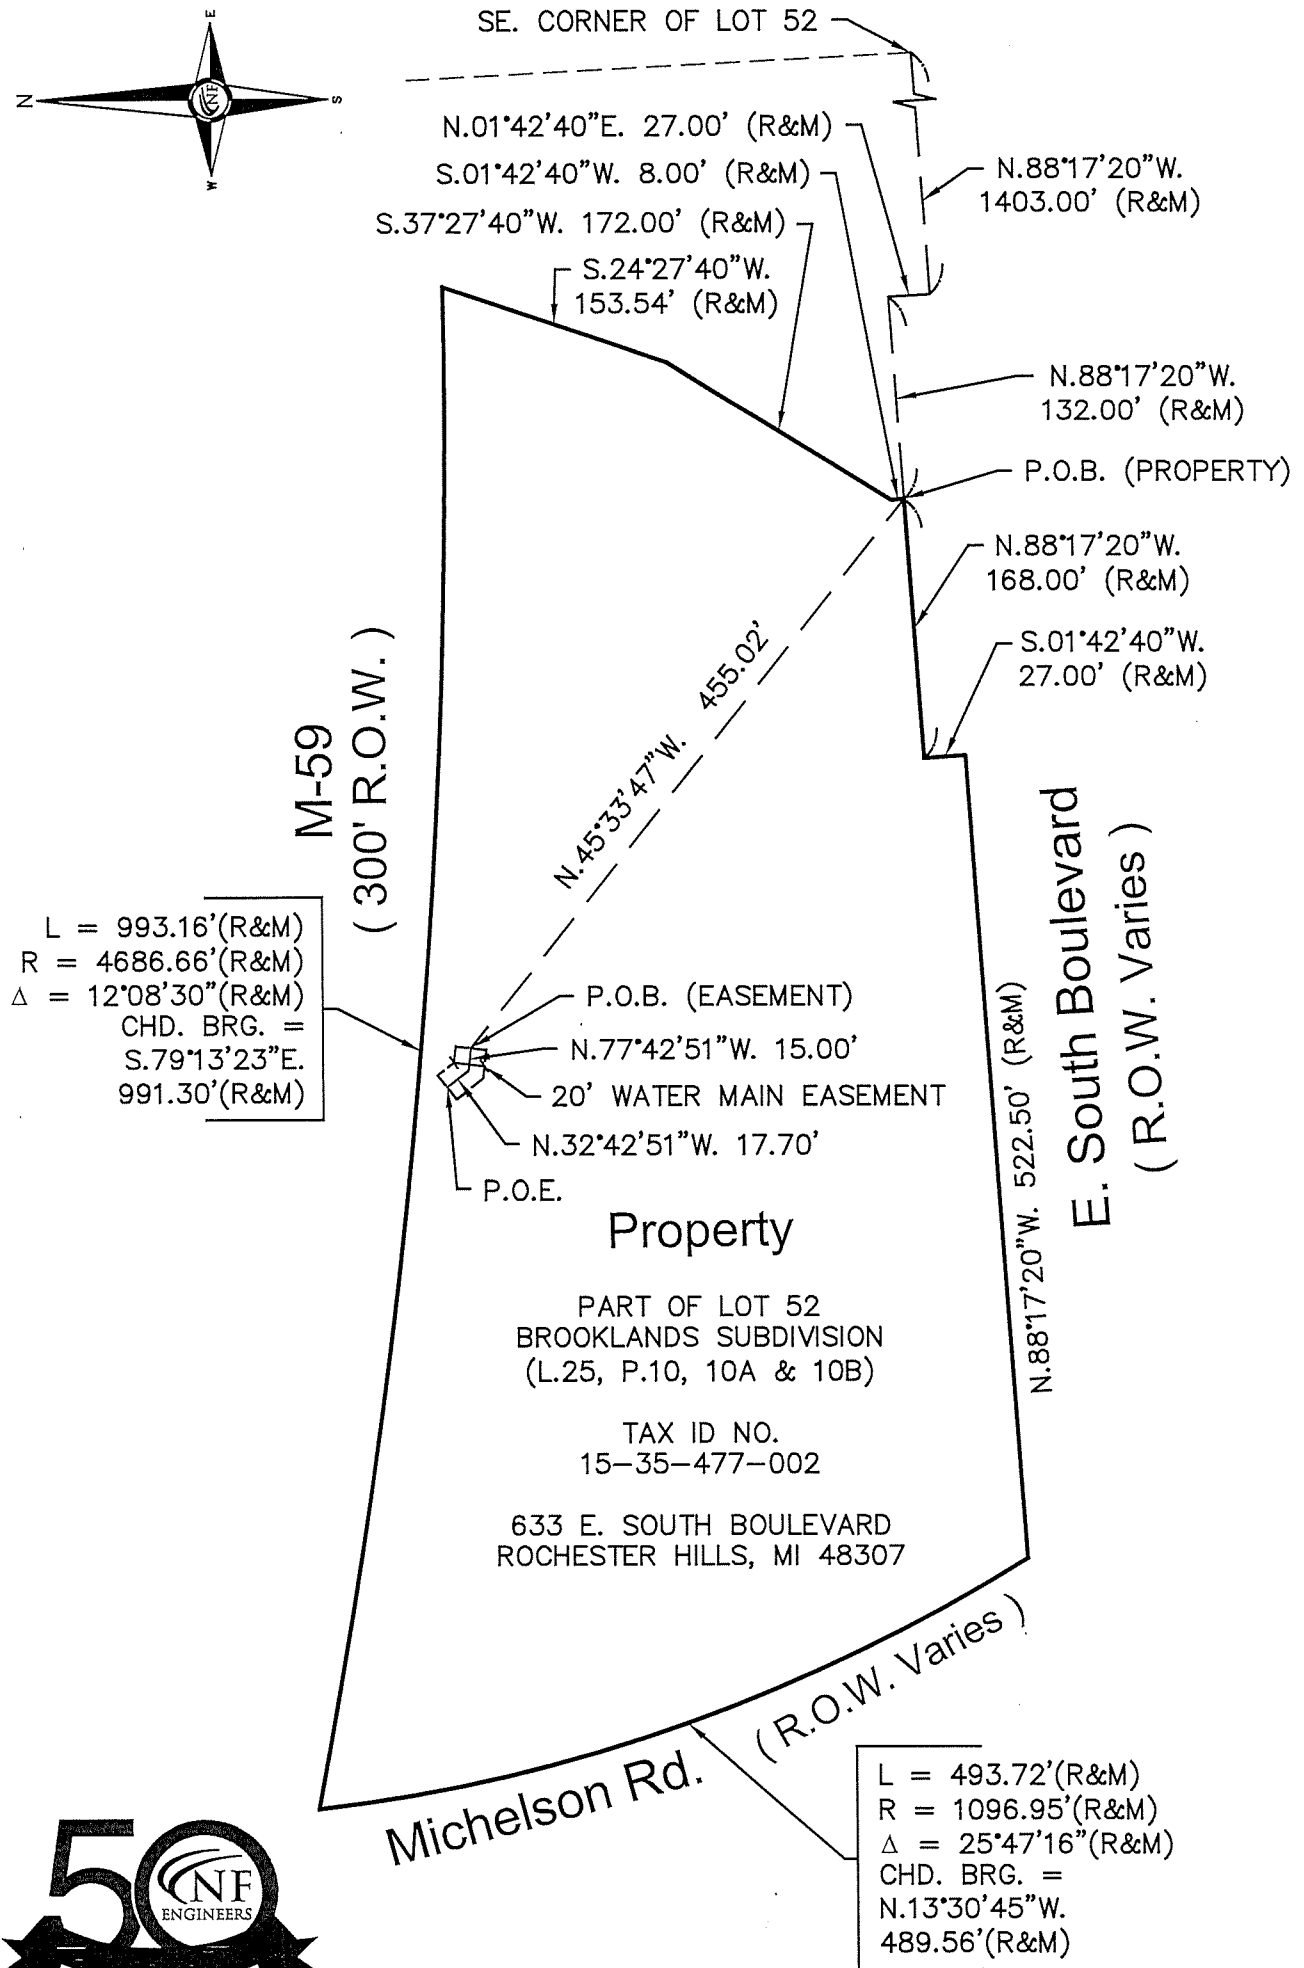 SE. CORNER OF LOT 52
E
N
NF
S
W
N.01°42'40"E. 27.00' (R&M)
S.01°42'40"W. 8.00' (R&M)
S.37°27'40"W. 172.00' (R&M)
S.24°27'40"W.
153.54' (R&M)
N.88°17'20"W.
1403.00' (R&M)
N.88°17'20"W.
132.00' (R&M)
P.O.B. (PROPERTY)
N.88°17'20"W.
168.00' (R&M)
S.01°42'40"W.
27.00' (R&M)
N.45°33'47"W. 455.02'
M-59
( 300' R.O.W. )
L = 993.16'(R&M)
R = 4686.66'(R&M)
Δ = 12°08'30"(R&M)
CHD. BRG. =
S.79°13'23"E.
991.30'(R&M)
P.O.B. (EASEMENT)
N.77°42'51"W. 15.00'
20' WATER MAIN EASEMENT
N.32°42'51"W. 17.70'
P.O.E.
E. South Boulevard
( R.O.W. Varies )
N.88°17'20"W. 522.50' (R&M)
Property
PART OF LOT 52
BROOKLANDS SUBDIVISION
(L.25, P.10, 10A & 10B)
TAX ID NO.
15-35-477-002
633 E. SOUTH BOULEVARD
ROCHESTER HILLS, MI 48307
Michelson Rd.
( R.O.W. Varies )
L = 493.72'(R&M)
R = 1096.95'(R&M)
Δ = 25°47'16"(R&M)
CHD. BRG. =
N.13°30'45"W.
489.56'(R&M)
50
NF
ENGINEERS